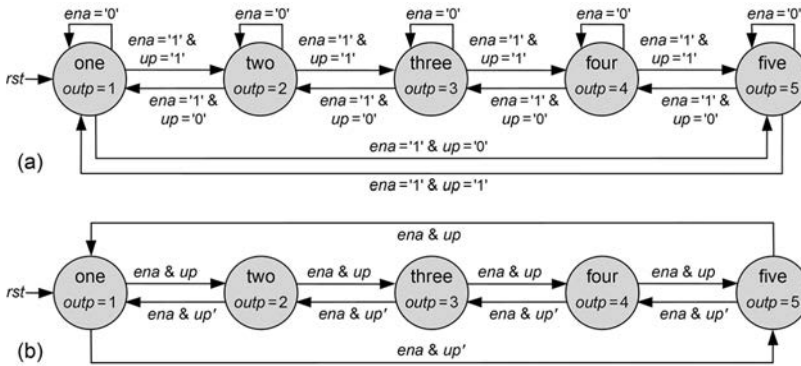 ena='0' ena='0' ena='0' ena='0' ena='0'
ena='1' & ena='1' & ena='1' & ena='1' &
up='1' up='1' up='1' up='1'
one two three four five
rst
outp=1 outp=2 outp=3 outp=4 outp=5
ena='1' & ena='1' & ena='1' & ena='1' &
up='0' up='0' up='0' up='0'
(a)
ena='1' & up='0'
ena='1' & up='1'
ena & up
one ena & up two ena & up three ena & up four ena & up five
rst
outp=1 outp=2 outp=3 outp=4 outp=5
ena & up' ena & up' ena & up' ena & up'
(b)
ena & up'